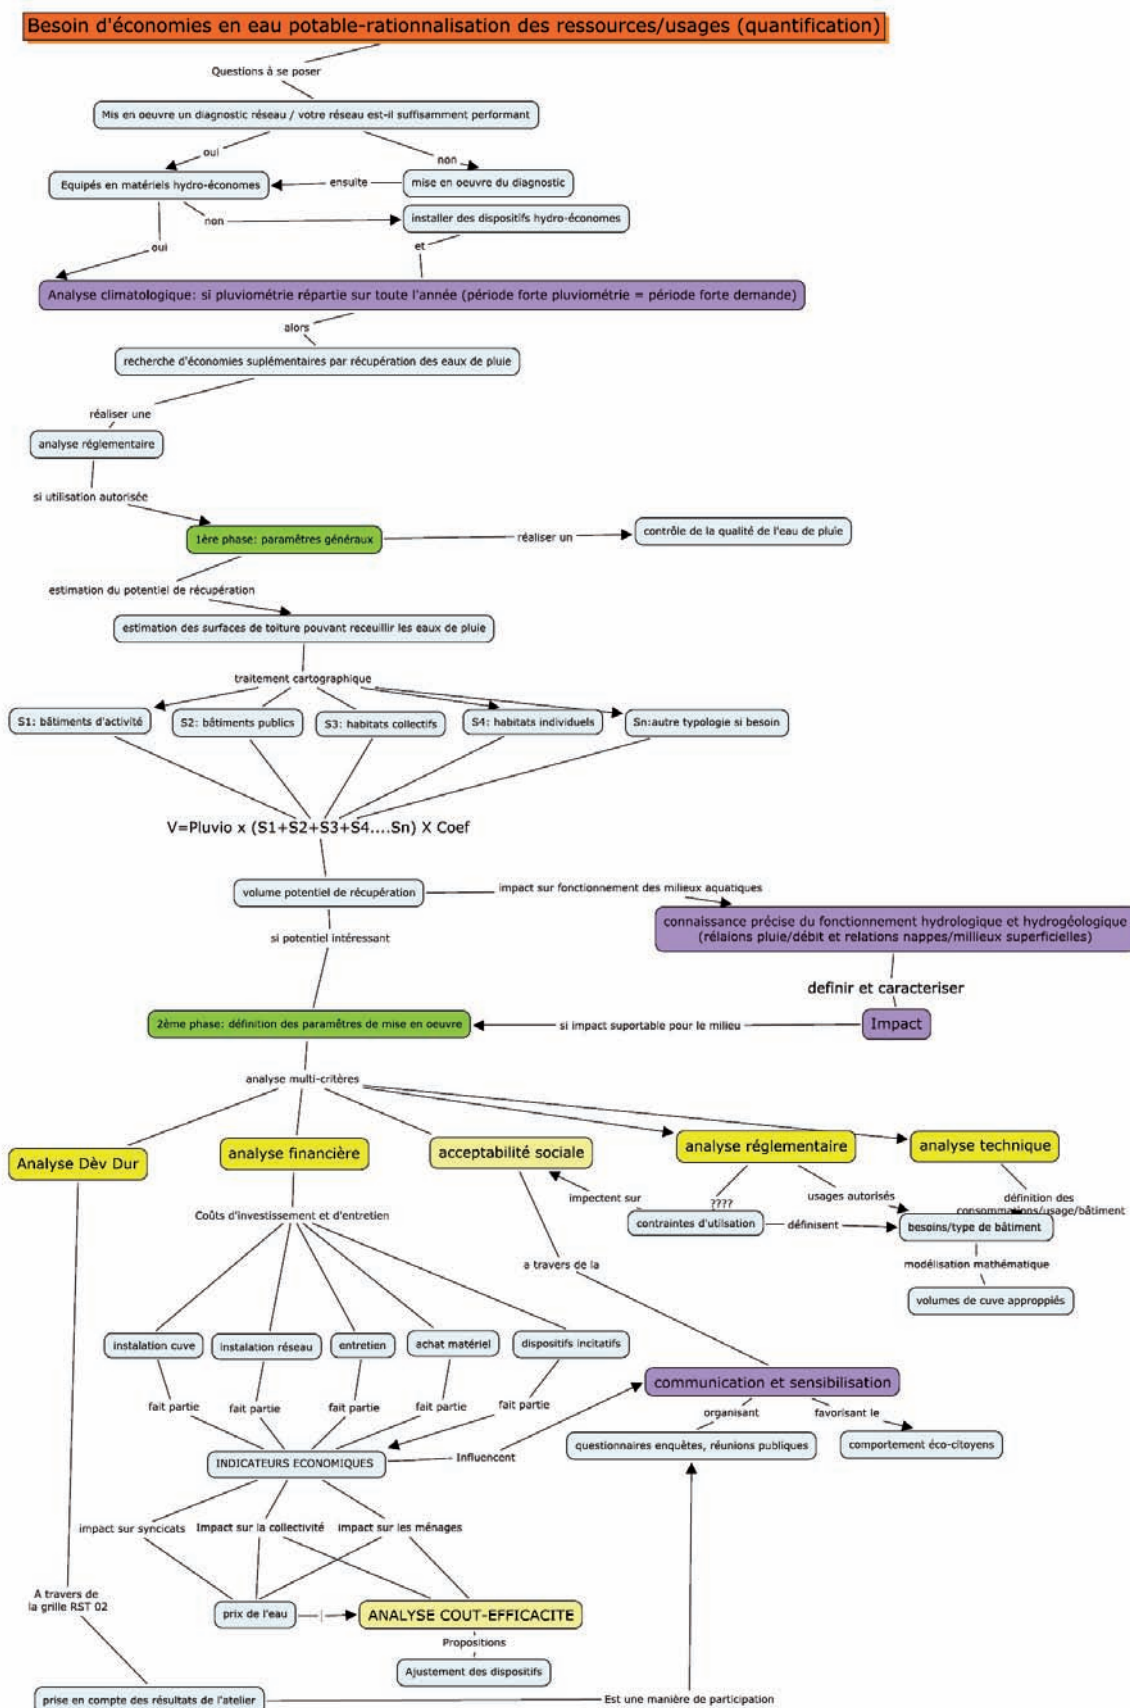 Besoin d'économies en eau potable-rationnalisation des ressources/usages (quantification)
Questions à se poser
Mis en oeuvre un diagnostic réseau / votre réseau est-il suffisamment performant
oui
non
Equipés en matériels hydro-économes
ensuite
mise en oeuvre du diagnostic
non
installer des dispositifs hydro-économes
oui
et
Analyse climatologique: si pluviométrie répartie sur toute l'année (période forte pluviométrie = période forte demande)
alors
recherche d'économies suplémentaires par récupération des eaux de pluie
réaliser une
analyse réglementaire
si utilisation autorisée
1ère phase: paramêtres généraux
réaliser un
contrôle de la qualité de l'eau de pluie
estimation du potentiel de récupération
estimation des surfaces de toiture pouvant receuillir les eaux de pluie
traitement cartographique
S1: bâtiments d'activité
S2: bâtiments publics
S3: habitats collectifs
S4: habitats individuels
Sn:autre typologie si besoin
V=Pluvio x (S1+S2+S3+S4....Sn) X Coef
volume potentiel de récupération
impact sur fonctionnement des milieux aquatiques
connaissance précise du fonctionnement hydrologique et hydrogéologique
(rélaions pluie/débit et relations nappes/millieux superficielles)
si potentiel intéressant
definir et caracteriser
2ème phase: définition des paramètres de mise en oeuvre
si impact suportable pour le milieu
Impact
analyse multi-critères
Analyse Dèv Dur
analyse financière
acceptabilité sociale
analyse réglementaire
analyse technique
impectent sur
????
usages autorisés
définition des
consommations/usage/bâtiment
Coûts d'investissement et d'entretien
contraintes d'utilsation
définisent
besoins/type de bâtiment
a travers de la
modélisation mathématique
volumes de cuve approppiés
instalation cuve
instalation réseau
entretien
achat matériel
dispositifs incitatifs
communication et sensibilisation
fait partie
fait partie
fait partie
fait partie
fait partie
organisant
favorisant le
questionnaires enquêtes, réunions publiques
comportement éco-citoyens
INDICATEURS ECONOMIQUES
Influencent
impact sur syncicats
Impact sur la collectivité
impact sur les ménages
A travers de
la grille RST 02
prix de l'eau
ANALYSE COUT-EFFICACITE
Propositions
Ajustement des dispositifs
prise en compte des résultats de l'atelier
Est une manière de participation